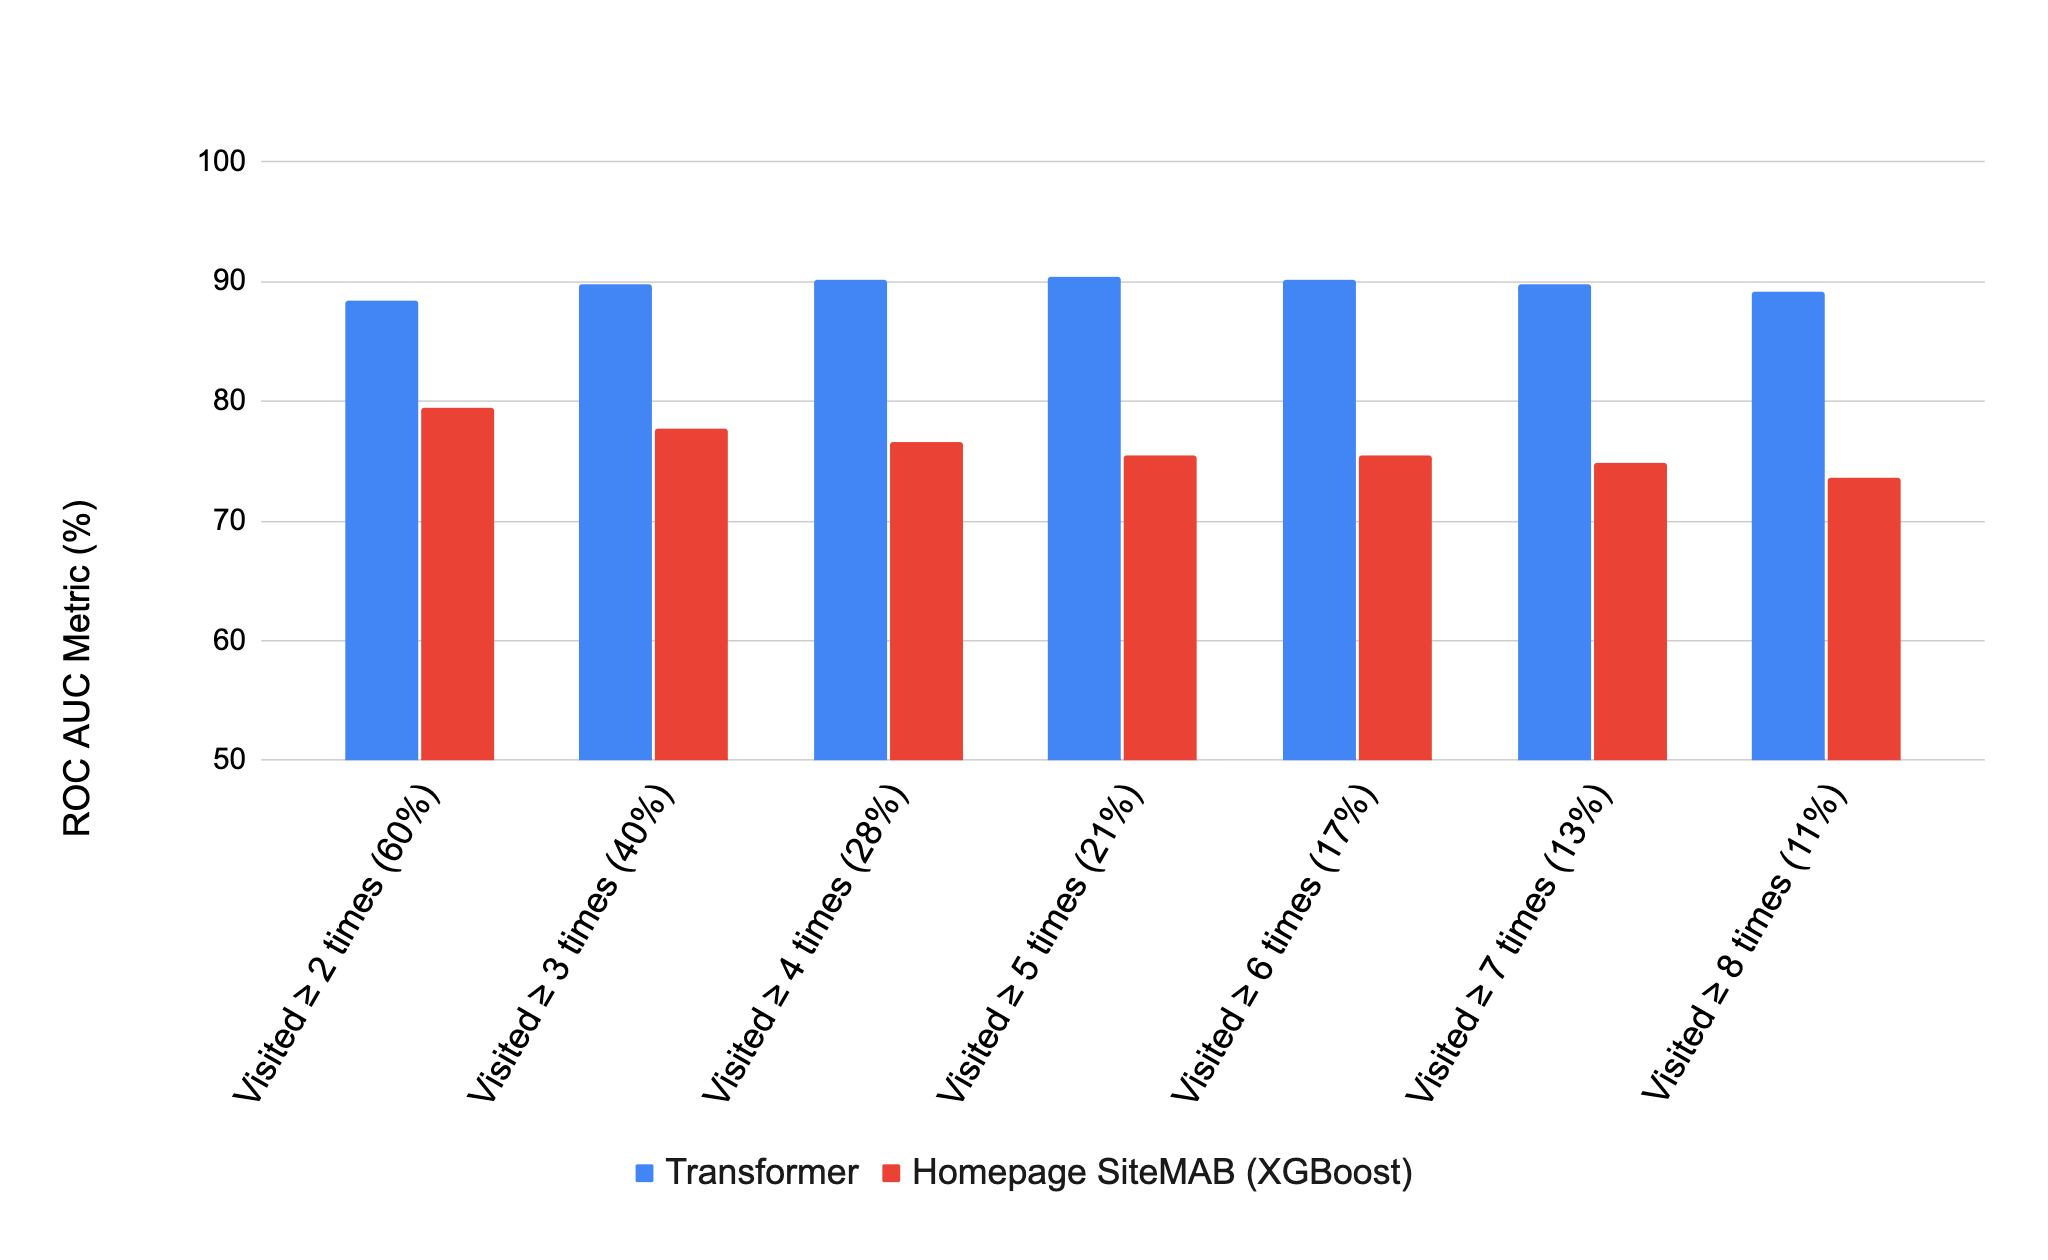 100
90
80
70
60
50
ROC AUC Metric (%)
Visited ≥ 2 times (60%)
Visited ≥ 3 times (40%)
Visited ≥ 4 times (28%)
Visited ≥ 5 times (21%)
Visited ≥ 6 times (17%)
Visited ≥ 7 times (13%)
Visited ≥ 8 times (11%)
Transformer
Homepage SiteMAB (XGBoost)